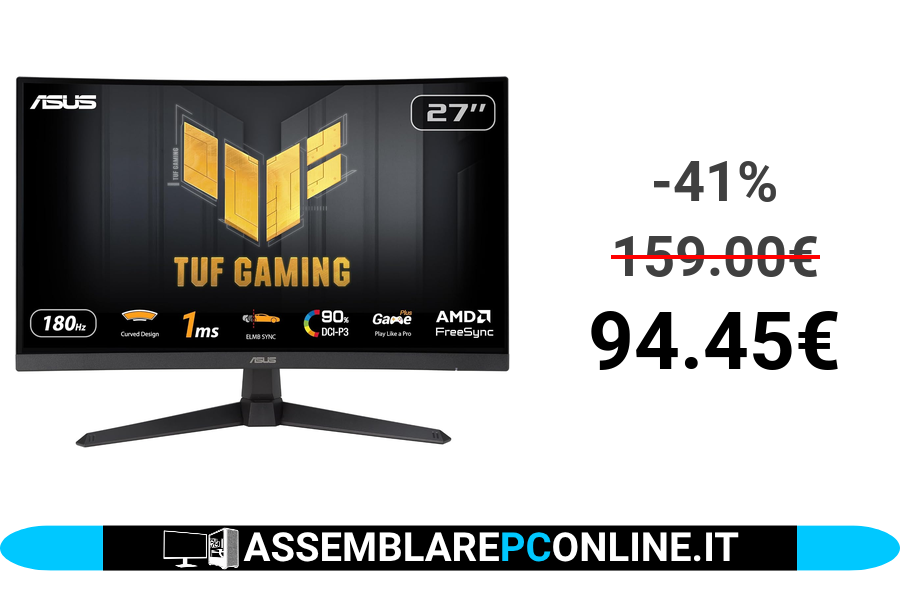 ASUS
27"
TUF GAMING
TUF GAMING
180Hz
Curved Design
1ms
ELMB SYNC
90%
DCI-P3
Game Plus
Play Like a Pro
AMD
FreeSync
ASUS
-41%
159.00€
94.45€
ASSEMBLAREPCONLINE.IT